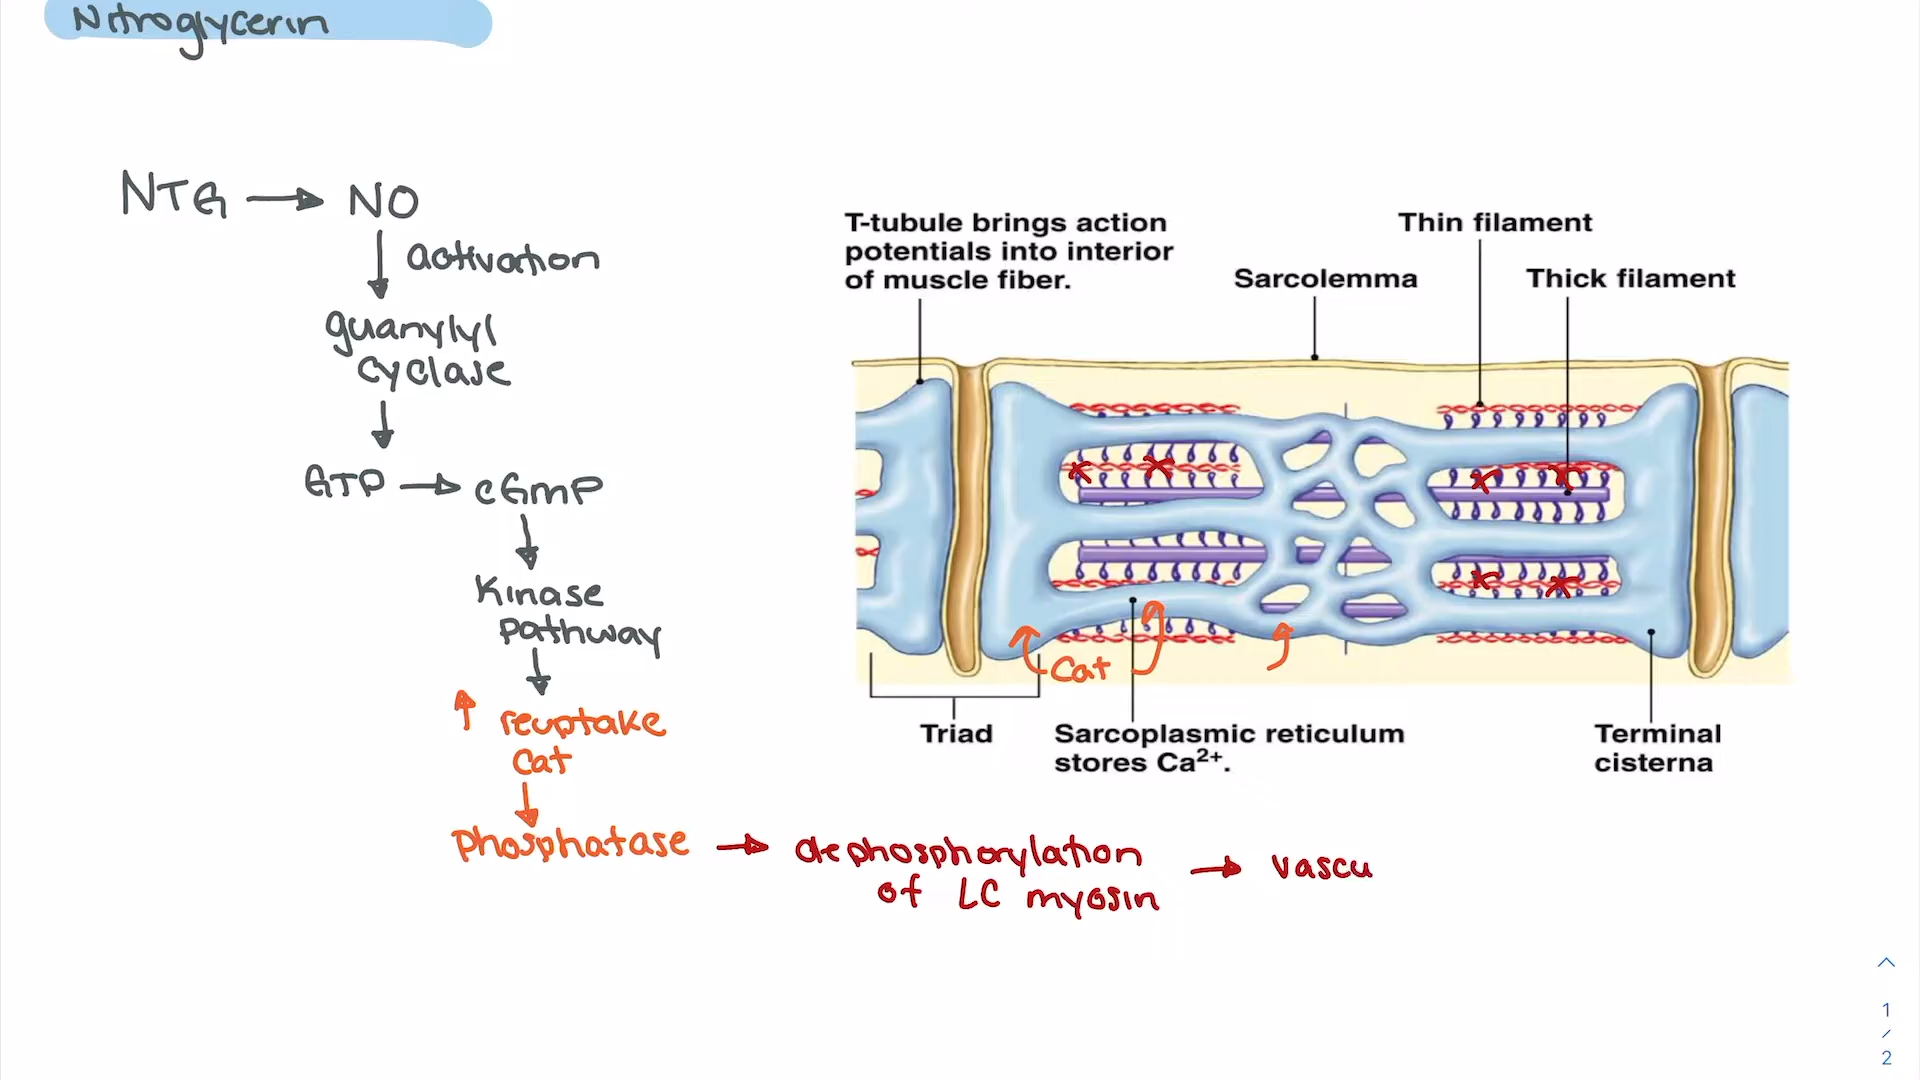 Nitroglycerin
NTG → NO
activation
guanylyl
cyclase
GTP → cGMP
Kinase
pathway
↑ reuptake
Ca+
Phosphatase → dephosphorylation
of LC myosin
→ vascu
T-tubule brings action
potentials into interior
of muscle fiber.
Sarcolemma
Thin filament
Thick filament
Ca+
Triad
Sarcoplasmic reticulum
stores Ca²⁺.
Terminal
cisterna
1
/
2